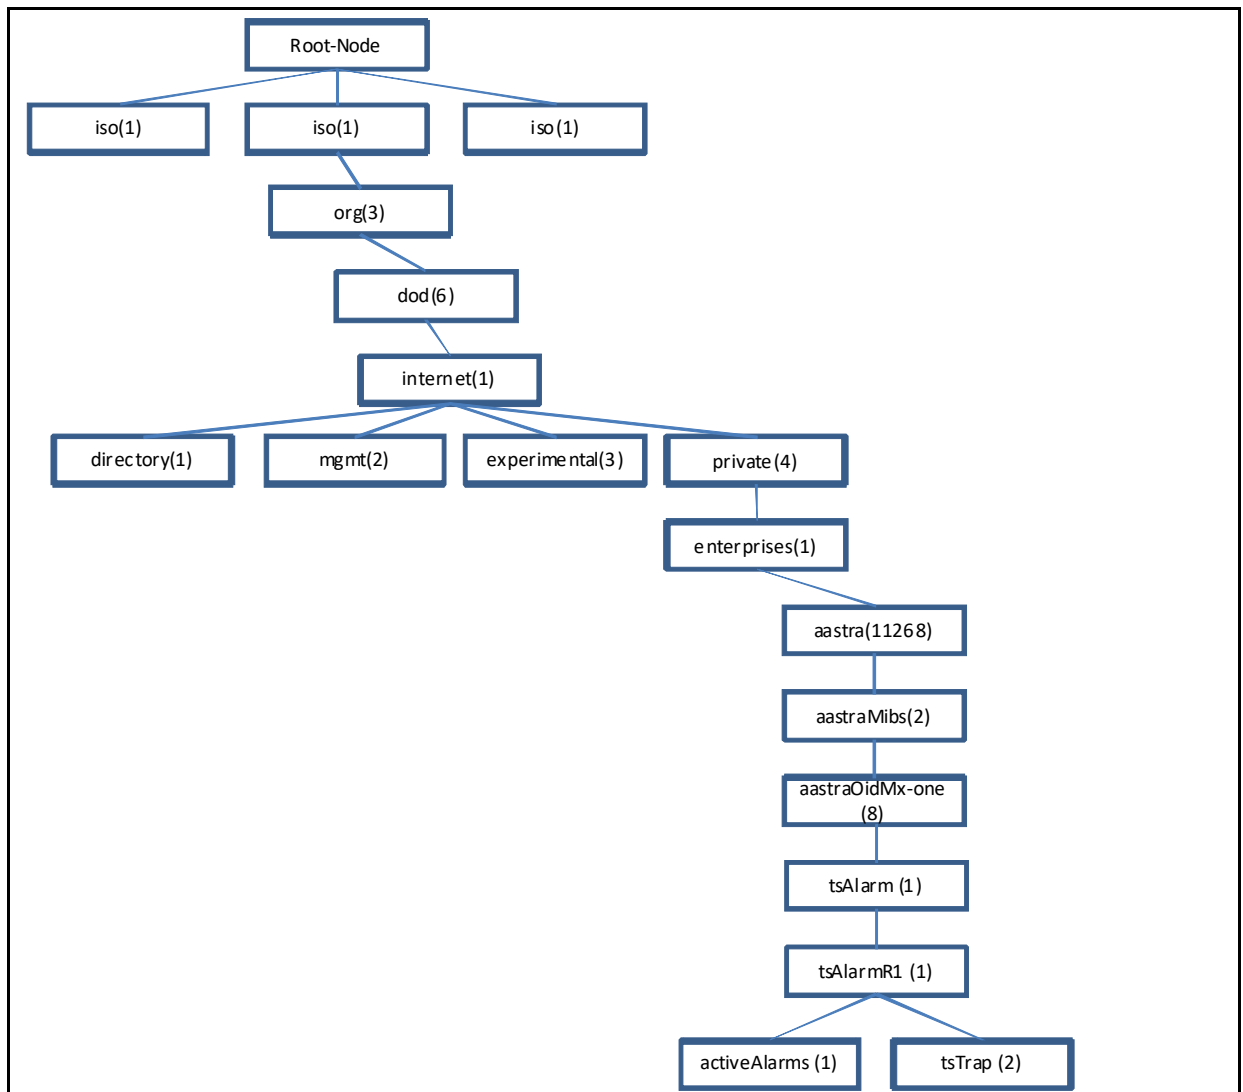 Root-Node
iso(1)
iso(1)
iso(1)
org(3)
dod(6)
internet(1)
directory(1)
mgmt(2)
experimental(3)
private(4)
enterprises(1)
aastra(11268)
aastraMibs(2)
aastraOidMx-one
(8)
tsAlarm (1)
tsAlarmR1 (1)
activeAlarms (1)
tsTrap (2)